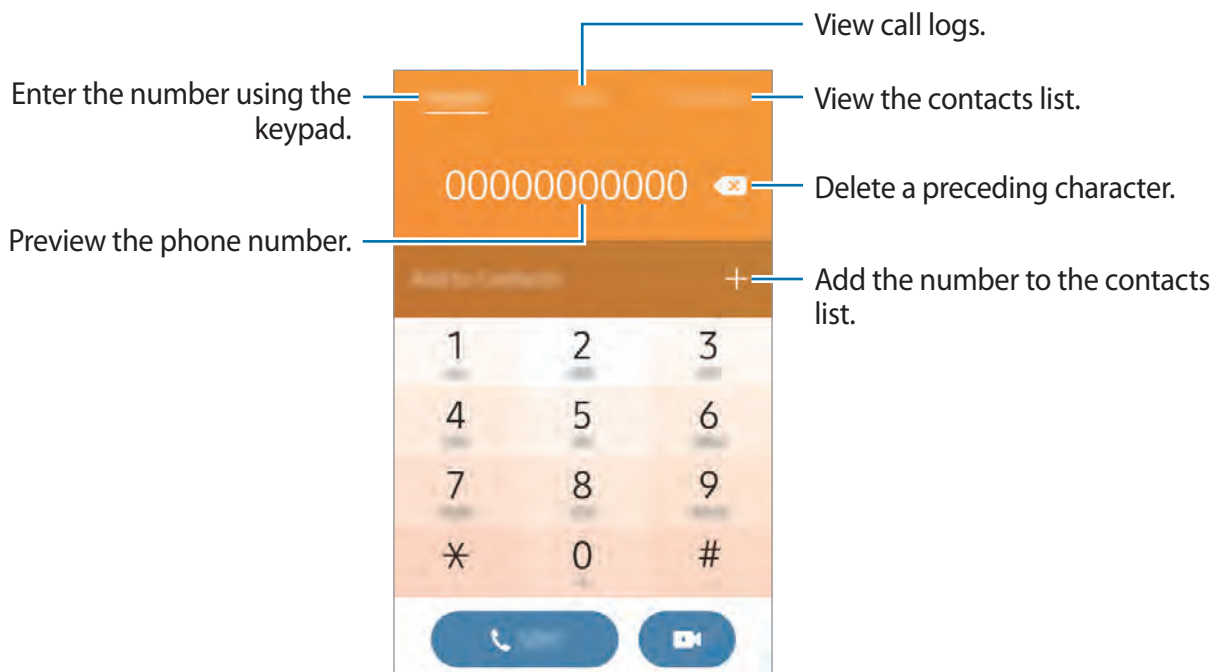 View call logs.
Enter the number using the
keypad.
View the contacts list.
00000000000
Delete a preceding character.
Preview the phone number.
Add the number to the contacts
list.
1 2 3
4 5 6
7 8 9
* 0 #